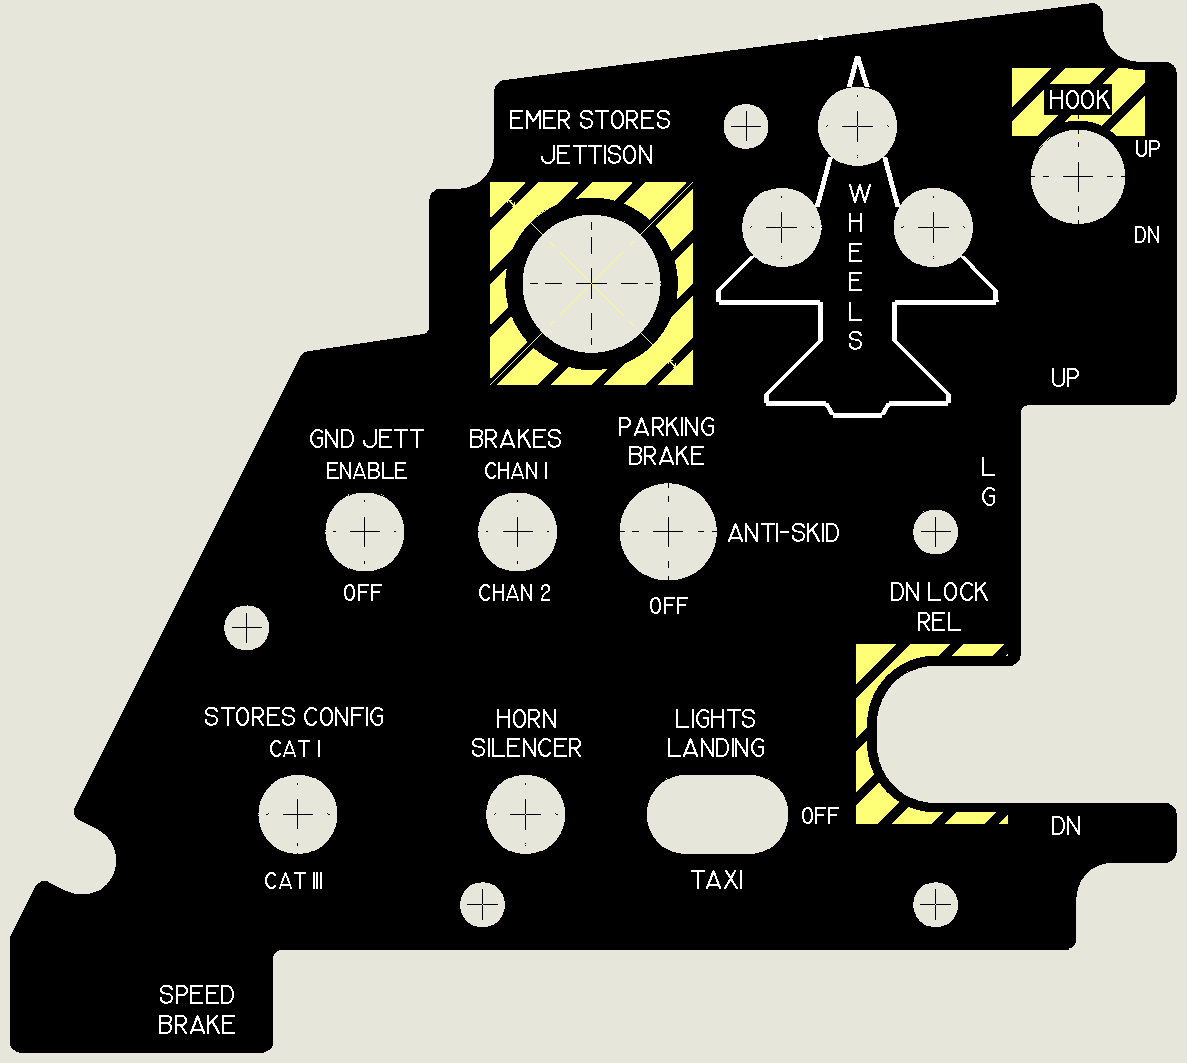 HOOK
EMER STORES
JETTISON
UP
WHEELS
DN
UP
GND JETT
ENABLE
OFF
BRAKES
CHAN I
CHAN 2
PARKING
BRAKE
ANTI-SKID
OFF
L
G
DN LOCK
REL
STORES CONFIG
CAT I
CAT III
HORN
SILENCER
LIGHTS
LANDING
OFF
TAXI
DN
SPEED
BRAKE